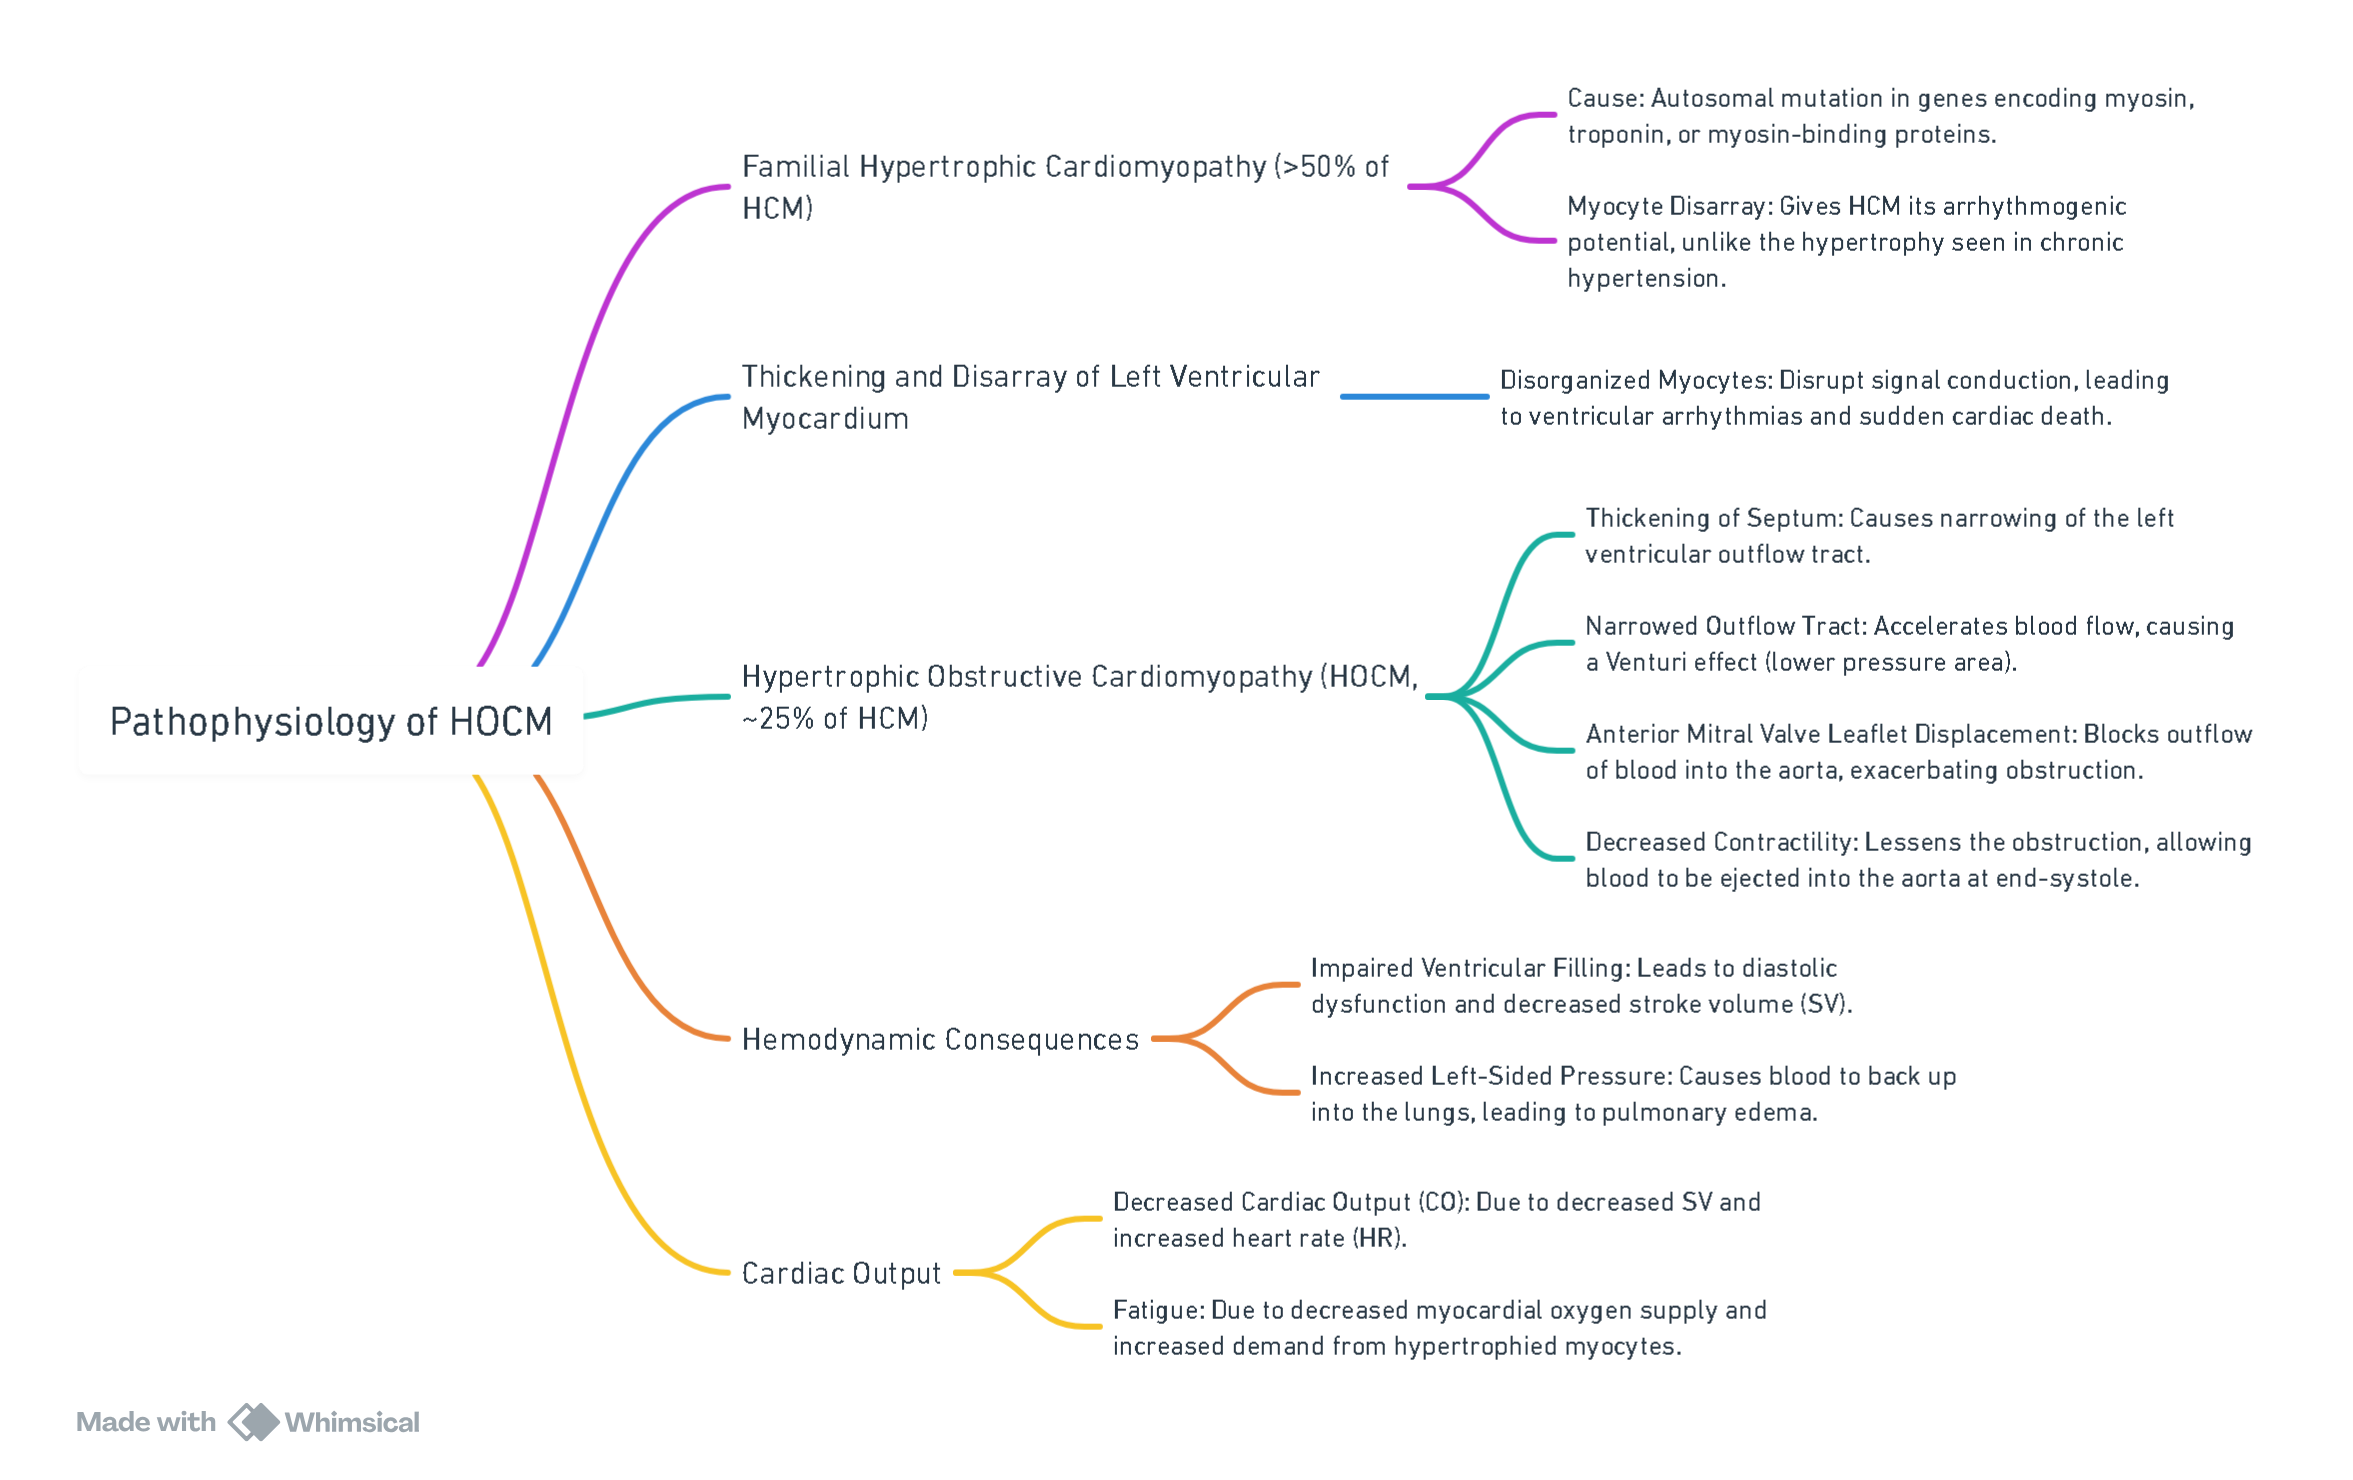 Cause: Autosomal mutation in genes encoding myosin,
troponin, or myosin-binding proteins.
Familial Hypertrophic Cardiomyopathy (>50% of
HCM)
Myocyte Disarray: Gives HCM its arrhythmogenic
potential, unlike the hypertrophy seen in chronic
hypertension.
Thickening and Disarray of Left Ventricular
Myocardium
Disorganized Myocytes: Disrupt signal conduction, leading
to ventricular arrhythmias and sudden cardiac death.
Thickening of Septum: Causes narrowing of the left
ventricular outflow tract.
Narrowed Outflow Tract: Accelerates blood flow, causing
a Venturi effect (lower pressure area).
Pathophysiology of HOCM
Hypertrophic Obstructive Cardiomyopathy (HOCM,
~25% of HCM)
Anterior Mitral Valve Leaflet Displacement: Blocks outflow
of blood into the aorta, exacerbating obstruction.
Decreased Contractility: Lessens the obstruction, allowing
blood to be ejected into the aorta at end-systole.
Impaired Ventricular Filling: Leads to diastolic
dysfunction and decreased stroke volume (SV).
Hemodynamic Consequences
Increased Left-Sided Pressure: Causes blood to back up
into the lungs, leading to pulmonary edema.
Decreased Cardiac Output (CO): Due to decreased SV and
increased heart rate (HR).
Cardiac Output
Fatigue: Due to decreased myocardial oxygen supply and
increased demand from hypertrophied myocytes.
Made with Whimsical